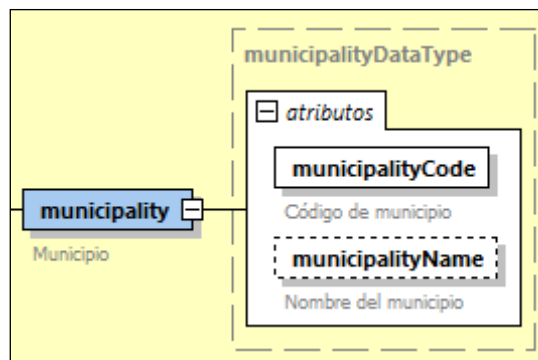 municipalityDataType
atributos
municipalityCode
Código de municipio
municipality
Municipio
municipalityName
Nombre del municipio